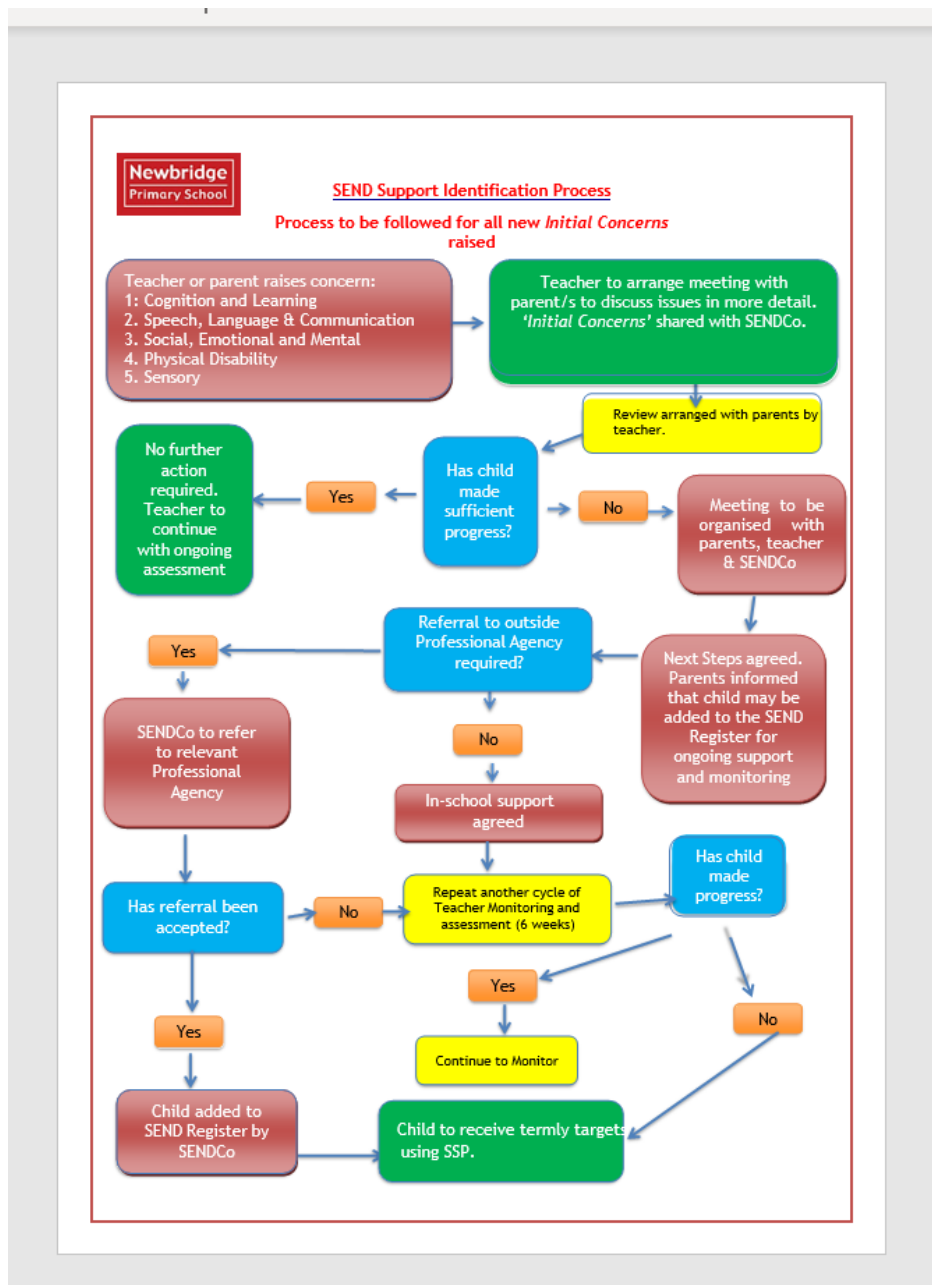 Newbridge
Primary School
SEND Support Identification Process
Process to be followed for all new Initial Concerns
raised
Teacher or parent raises concern:
1: Cognition and Learning
2. Speech, Language & Communication
3. Social, Emotional and Mental
4. Physical Disability
5. Sensory
Teacher to arrange meeting with
parent/s to discuss issues in more detail.
‘Initial Concerns’ shared with SENDCo.
Review arranged with parents by
teacher.
No further
action
required.
Teacher to
continue
with ongoing
assessment
Yes
Has child
made
sufficient
progress?
No
Meeting to be
organised with
parents, teacher
& SENDCo
Yes
Referral to outside
Professional Agency
required?
Next Steps agreed.
Parents informed
that child may be
added to the SEND
Register for
ongoing support
and monitoring
SENDCo to refer
to relevant
Professional
Agency
No
In-school support
agreed
Has child
made
progress?
Has referral been
accepted?
No
Repeat another cycle of
Teacher Monitoring and
assessment (6 weeks)
Yes
No
Yes
Continue to Monitor
Child added to
SEND Register by
SENDCo
Child to receive termly targets
using SSP.